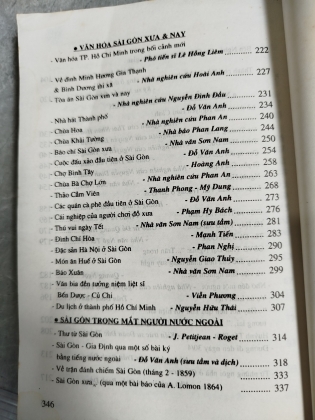 ● VĂN HÓA SÀI GÒN XƯA & NAY
- Văn hóa TP. Hồ Chí Minh trong bối cảnh mới
- Phó tiến sĩ Lê Hồng Liêm 222
- Về đình Minh Hương Gia Thạnh
& Bình Dương thi xã - Nhà nghiên cứu Hoài Anh 227
- Tòa án Sài Gòn xưa và nay
- Nhà nghiên cứu Nguyễn Đình Đầu 231
- Nhà hát Thành phố - Đỗ Văn Anh 234
- Chùa Hoa - Nhà nghiên cứu Phan An 240
- Chùa Khải Tường - Nhà báo Phan Lang 244
- Báo chí Sài Gòn xưa - Nhà văn Sơn Nam 250
- Cuộc đấu xảo đầu tiên ở Sài Gòn - Đỗ Văn Anh 254
- Chợ Bình Tây - Hoàng Anh 258
- Chùa Bà Chợ Lớn - Nhà nghiên cứu Phan An 263
- Thảo Cầm Viên - Thanh Phong - Mỹ Dung 268
- Các quán cà phê đầu tiên ở Sài Gòn - Đỗ Văn Anh 273
- Cái nghiệp của người chơi đồ xưa - Phạm Hy Bách 276
- Thú vui ngày Tết - Nhà văn Sơn Nam (sưu tầm) 281
- Đình Chí Hòa - Mạnh Tiến 283
- Đặc sản Hà Nội ở Sài Gòn - Phan Nghị 290
- Món ăn Huế ở Sài Gòn - Nguyễn Giao Thủy 295
- Báo Xuân - Nhà văn Sơn Nam 299
- Văn bia đền tưởng niệm liệt sĩ
Bến Dược - Củ Chi - Viễn Phương 304
- Du lịch ở thành phố Hồ Chí Minh - Nguyễn Hữu Thái 307
● SÀI GÒN TRONG MẮT NGƯỜI NƯỚC NGOÀI
- Thư từ Sài Gòn - J. Petitjean - Roget 314
- Sài Gòn - Gia Định qua một số bài ký
bằng tiếng nước ngoài - Đỗ Văn Anh (sưu tầm và dịch) 318
- Về trận đánh chiếm Sài Gòn (tháng 2 - 1859) 333
- Sài Gòn xưa (qua một bài báo của A. Lomon 1864) 337
346